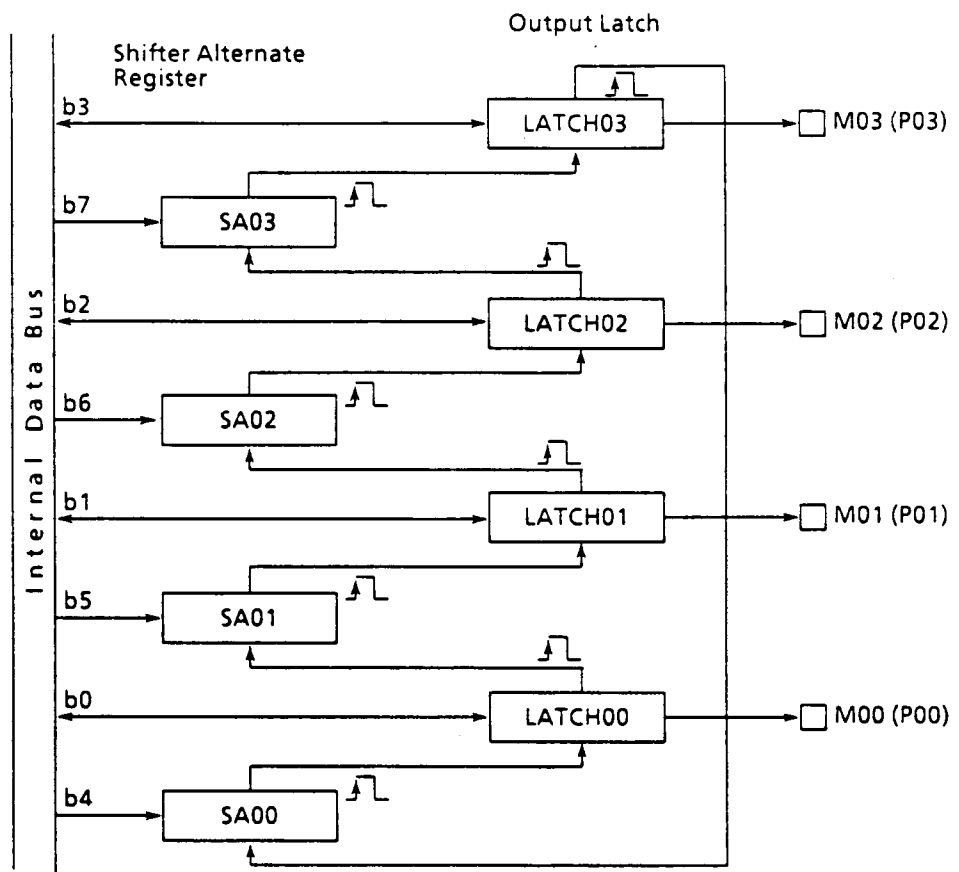 Output Latch
Shifter Alternate
Register
b3
LATCH03
M03 (P03)
b7
SA03
b2
LATCH02
M02 (P02)
b6
SA02
Internal Data Bus
b1
LATCH01
M01 (P01)
b5
SA01
b0
LATCH00
M00 (P00)
b4
SA00